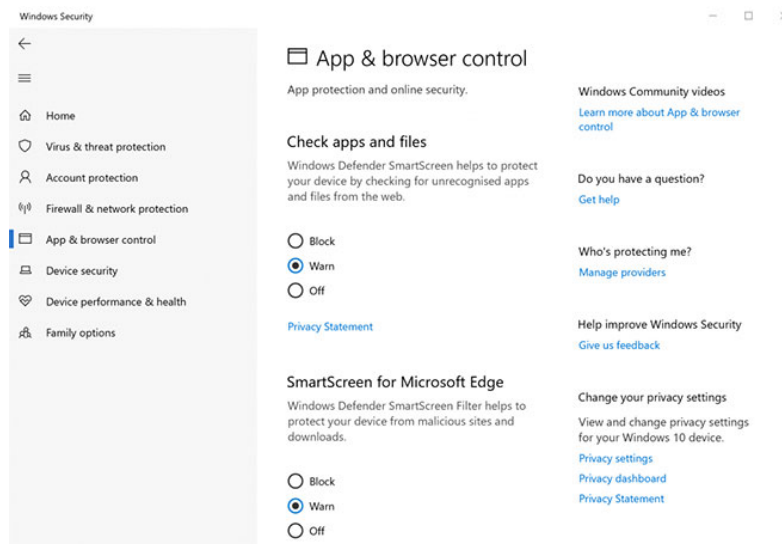 Windows Security
Home
Virus & threat protection
Account protection
Firewall & network protection
App & browser control
Device security
Device performance & health
Family options
App & browser control
App protection and online security.
Check apps and files
Windows Defender SmartScreen helps to protect
your device by checking for unrecognised apps
and files from the web.
Block
Warn
Off
Privacy Statement
SmartScreen for Microsoft Edge
Windows Defender SmartScreen Filter helps to
protect your device from malicious sites and
downloads.
Block
Warn
Off
Windows Community videos
Learn more about App & browser
control
Do you have a question?
Get help
Who's protecting me?
Manage providers
Help improve Windows Security
Give us feedback
Change your privacy settings
View and change privacy settings
for your Windows 10 device.
Privacy settings
Privacy dashboard
Privacy Statement